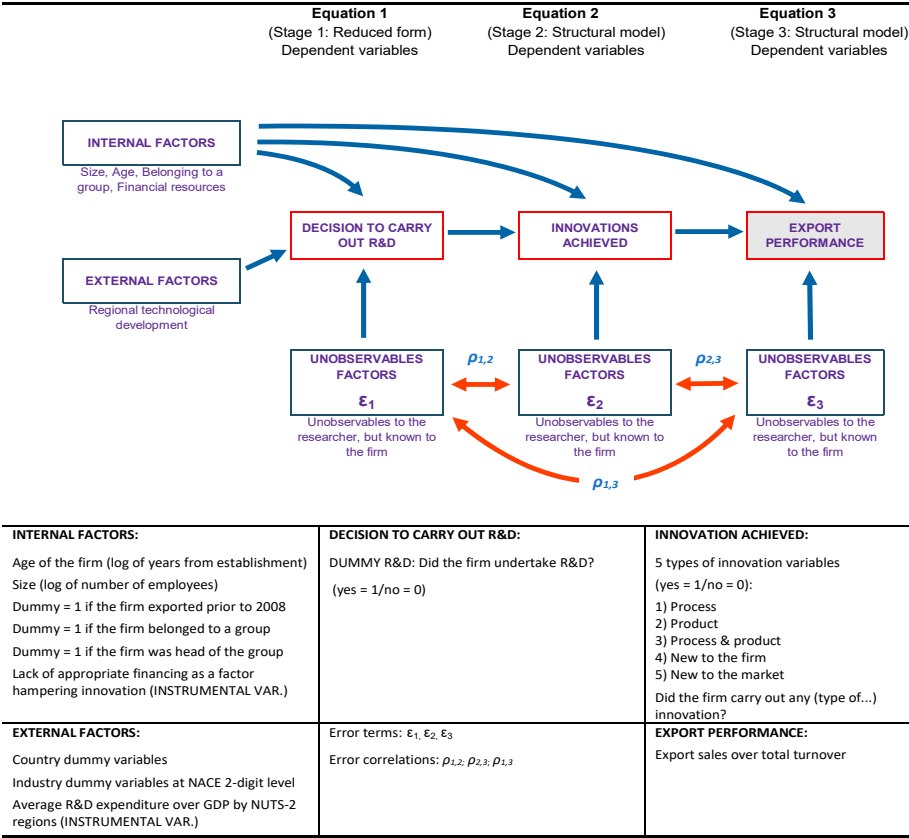 Equation 1
(Stage 1: Reduced form)
Dependent variables
Equation 2
(Stage 2: Structural model)
Dependent variables
Equation 3
(Stage 3: Structural model)
Dependent variables
INTERNAL FACTORS
Size, Age, Belonging to a
group, Financial resources
DECISION TO CARRY
OUT R&D
INNOVATIONS
ACHIEVED
EXPORT
PERFORMANCE
EXTERNAL FACTORS
Regional technological
development
UNOBSERVABLES
FACTORS
ε1
Unobservables to the
researcher, but known to
the firm
ρ1,2
UNOBSERVABLES
FACTORS
ε2
Unobservables to the
researcher, but known to
the firm
ρ2,3
UNOBSERVABLES
FACTORS
ε3
Unobservables to the
researcher, but known
to the firm
ρ1,3
INTERNAL FACTORS:
Age of the firm (log of years from establishment)
Size (log of number of employees)
Dummy = 1 if the firm exported prior to 2008
Dummy = 1 if the firm belonged to a group
Dummy = 1 if the firm was head of the group
Lack of appropriate financing as a factor
hampering innovation (INSTRUMENTAL VAR.)
DECISION TO CARRY OUT R&D:
DUMMY R&D: Did the firm undertake R&D?
(yes = 1/no = 0)
INNOVATION ACHIEVED:
5 types of innovation variables
(yes = 1/no = 0):
1) Process
2) Product
3) Process & product
4) New to the firm
5) New to the market
Did the firm carry out any (type of...)
innovation?
EXTERNAL FACTORS:
Country dummy variables
Industry dummy variables at NACE 2-digit level
Average R&D expenditure over GDP by NUTS-2
regions (INSTRUMENTAL VAR.)
Error terms: ε1, ε2, ε3
Error correlations: ρ1,2; ρ2,3; ρ1,3
EXPORT PERFORMANCE:
Export sales over total turnover